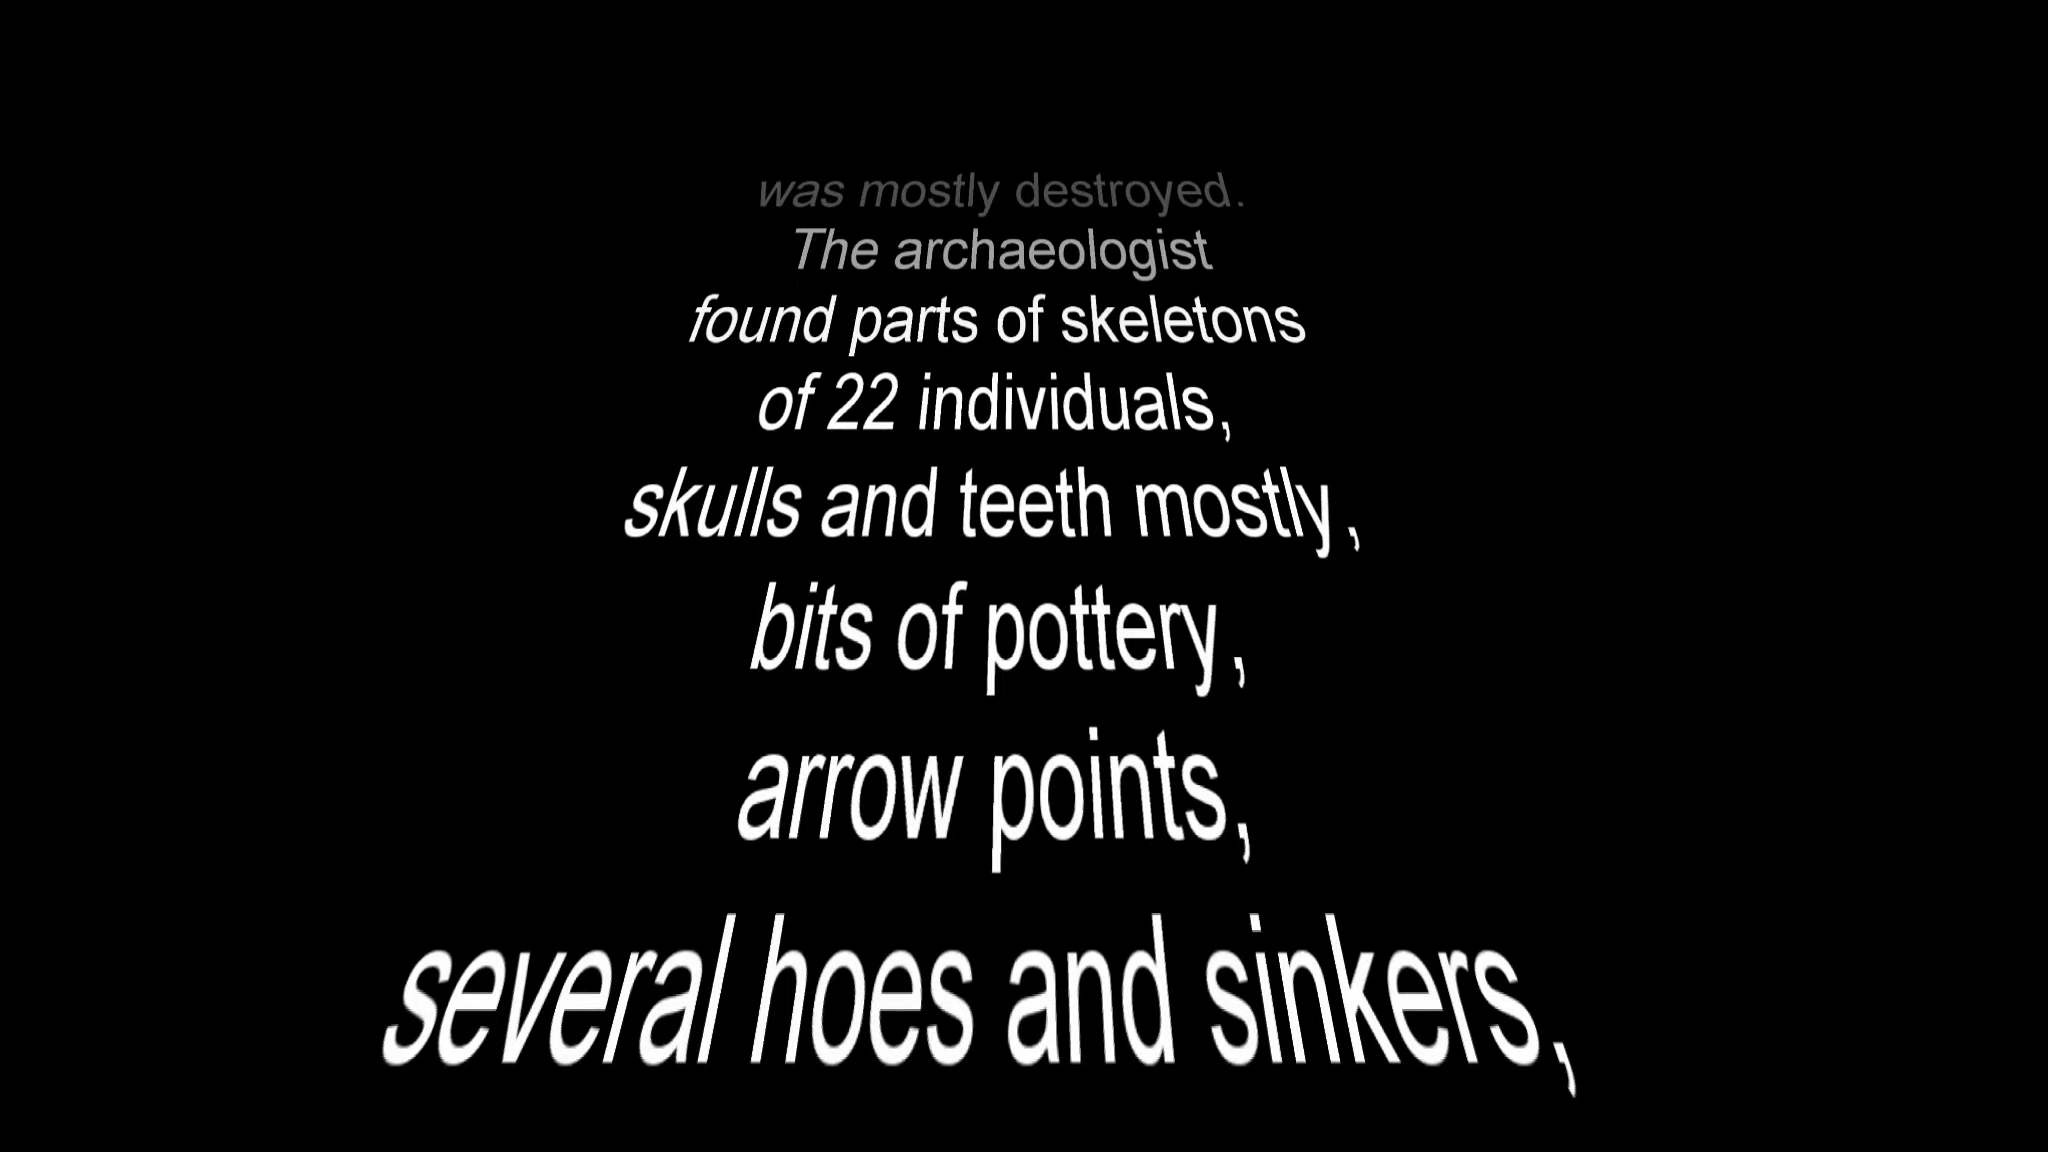 was mostly destroyed.
The archaeologist
found parts of skeletons
of 22 individuals,
skulls and teeth mostly,
bits of pottery,
arrow points,
several hoes and sinkers,